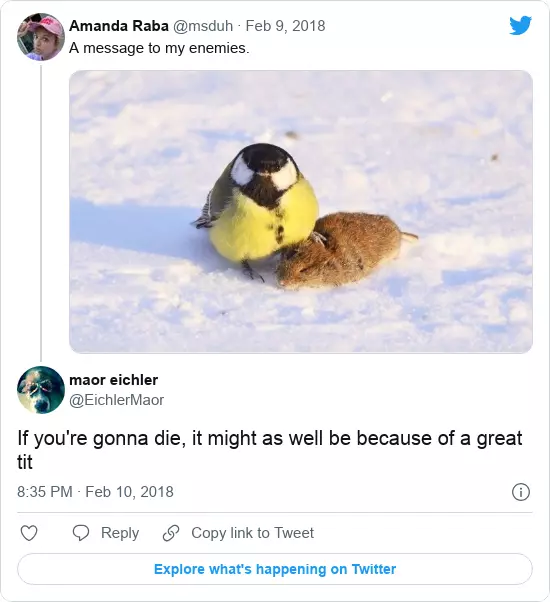 Amanda Raba @msduh · Feb 9, 2018
A message to my enemies.
maor eichler
@EichlerMaor
If you're gonna die, it might as well be because of a great
tit
8:35 PM · Feb 10, 2018
Reply
Copy link to Tweet
Explore what's happening on Twitter